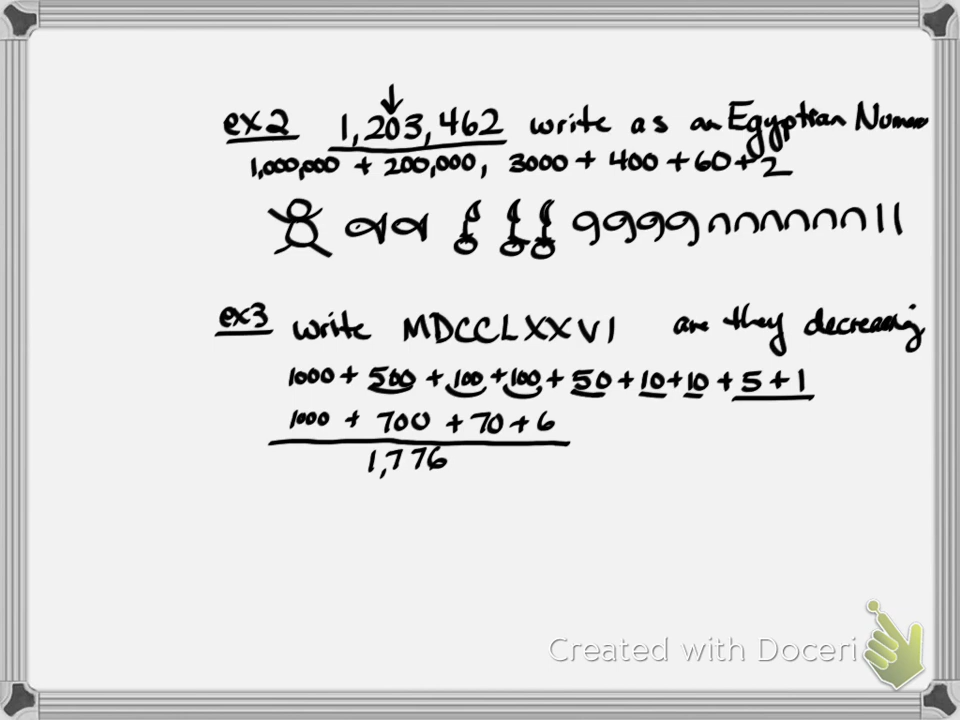 ex2 1,203,462 write as an Egyptian Numer
1,000,000 + 200,000, 3000 + 400 + 60 + 2
ex3 write MDCCLXXVI are they decreasing
1000 + 500 + 100 + 100 + 50 + 10 + 10 + 5 + 1
1000 + 700 + 70 + 6
1,776
Created with Doceri